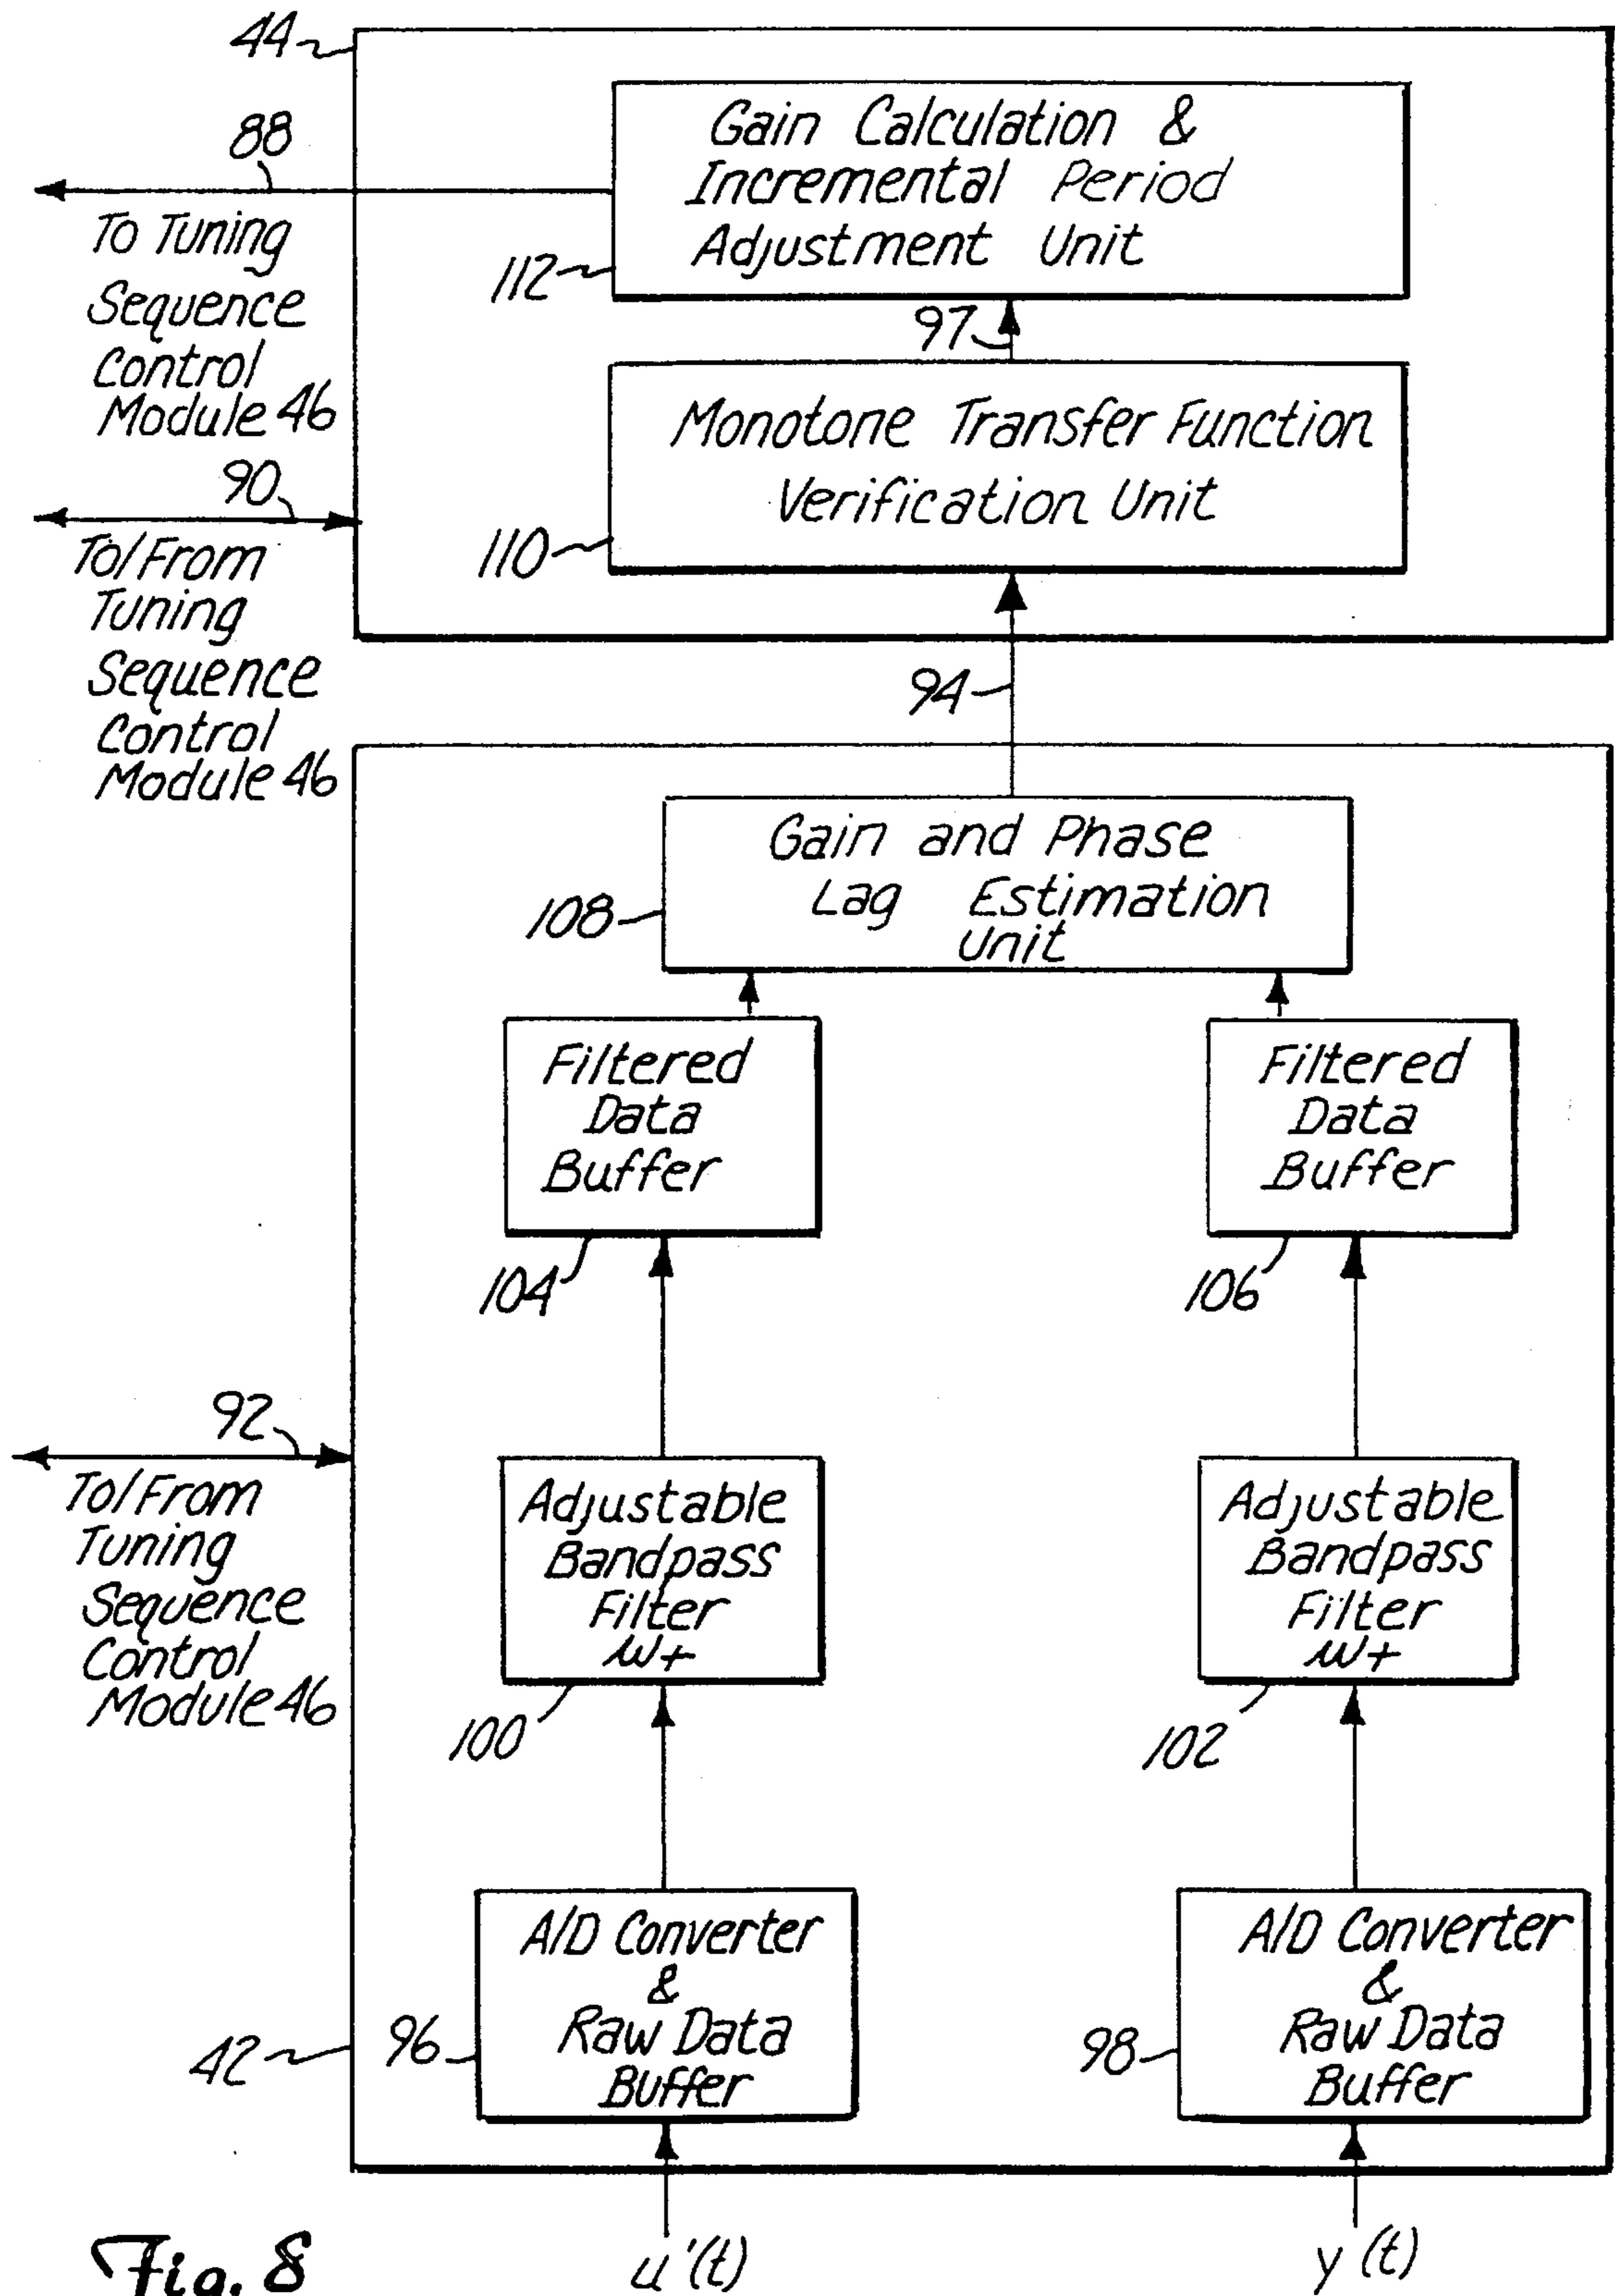 44
88
To Tuning
Sequence
Control
Module 46
Gain Calculation &
Incremental Period
Adjustment Unit
112
97
Monotone Transfer Function
Verification Unit
110
90
To/From
Tuning
Sequence
Control
Module 46
94
Gain and Phase
Lag Estimation
Unit
108
Filtered
Data
Buffer
104
Filtered
Data
Buffer
106
92
To/From
Tuning
Sequence
Control
Module 46
Adjustable
Bandpass
Filter
ω+
100
Adjustable
Bandpass
Filter
ω+
102
A/D Converter
&
Raw Data
Buffer
96
A/D Converter
&
Raw Data
Buffer
98
42
u'(t)
y(t)
Fig. 8